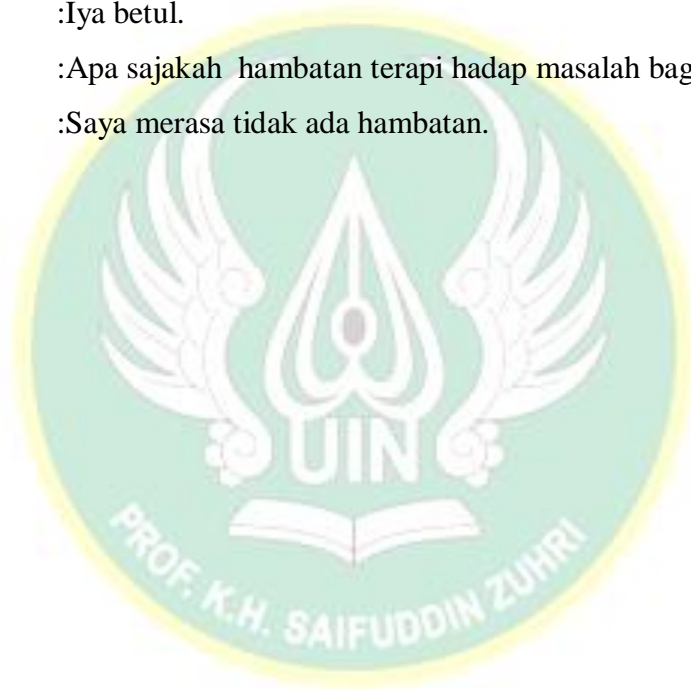 :Iya betul.
:Apa sajakah hambatan terapi hadap masalah bag
:Saya merasa tidak ada hambatan.
UIN
PROF. K.H. SAIFUDDIN ZUHRI